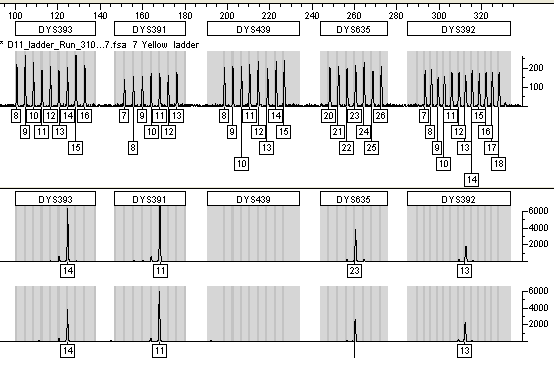 100 120 140 160 180 200 220 240 260 280 300 320
DYS393 DYS391 DYS439 DYS635 DYS392
* D11_ladder_Run_310...7.fsa 7 Yellow ladder
200
100
8 10 12 14 16 7 9 11 13 8 11 12 14 20 21 23 24 26 7 11 15
9 11 13 10 12 9 13 15 22 25 8 12 16
15 8 10 9 13 17
10 18
14
DYS393 DYS391 DYS439 DYS635 DYS392
6000
4000
2000
14 11 23 13
6000
4000
2000
14 11 13